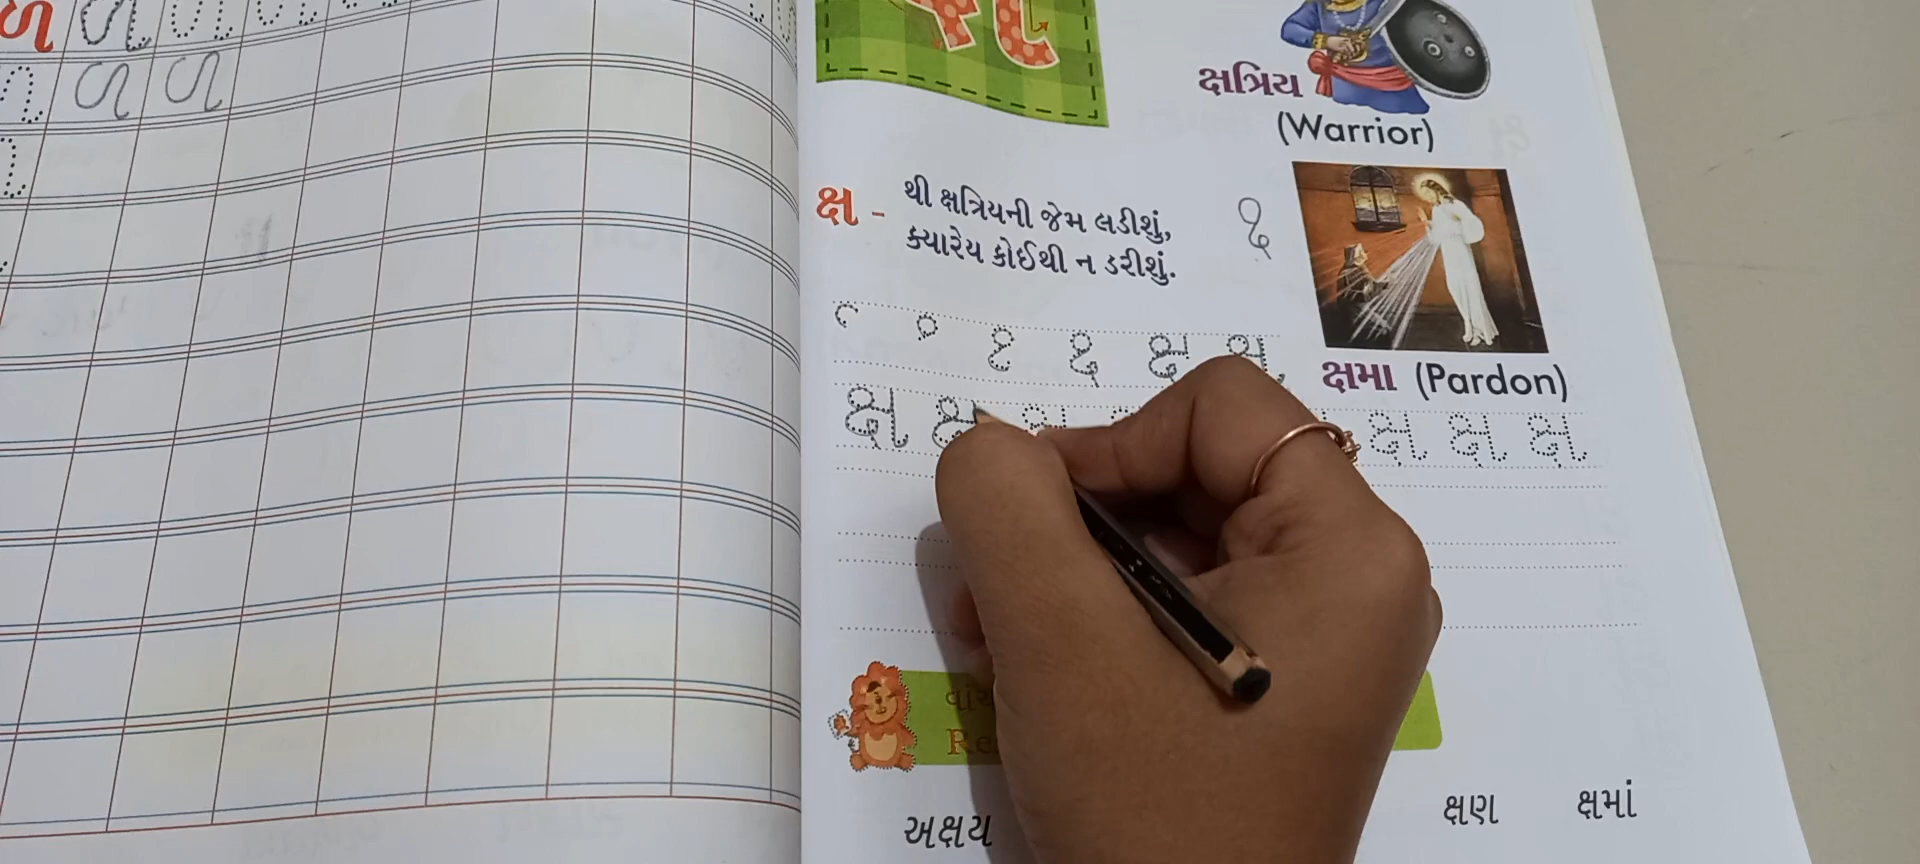 ળ ળ ળ
ળ ળ ળ
ક્ષ
ક્ષત્રિય
(Warrior)
ક્ષ - થી ક્ષત્રિયની જેમ લડીશું,
ક્યારેય કોઈથી ન ડરીશું.
ક્ષમા (Pardon)
ક્ષ ક્ષ
ક્ષ ક્ષ ક્ષ ક્ષ ક્ષ ક્ષ
અક્ષય ક્ષણ ક્ષમાં